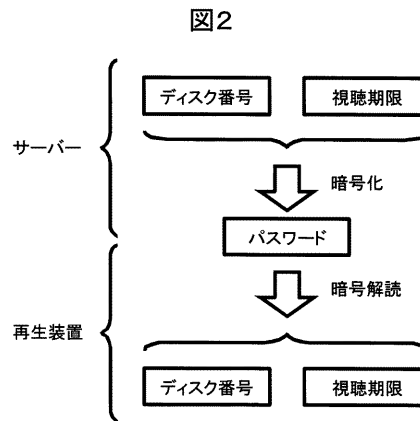 図2
ディスク番号 視聴期限
サーバー
暗号化
パスワード
暗号解読
再生装置
ディスク番号 視聴期限